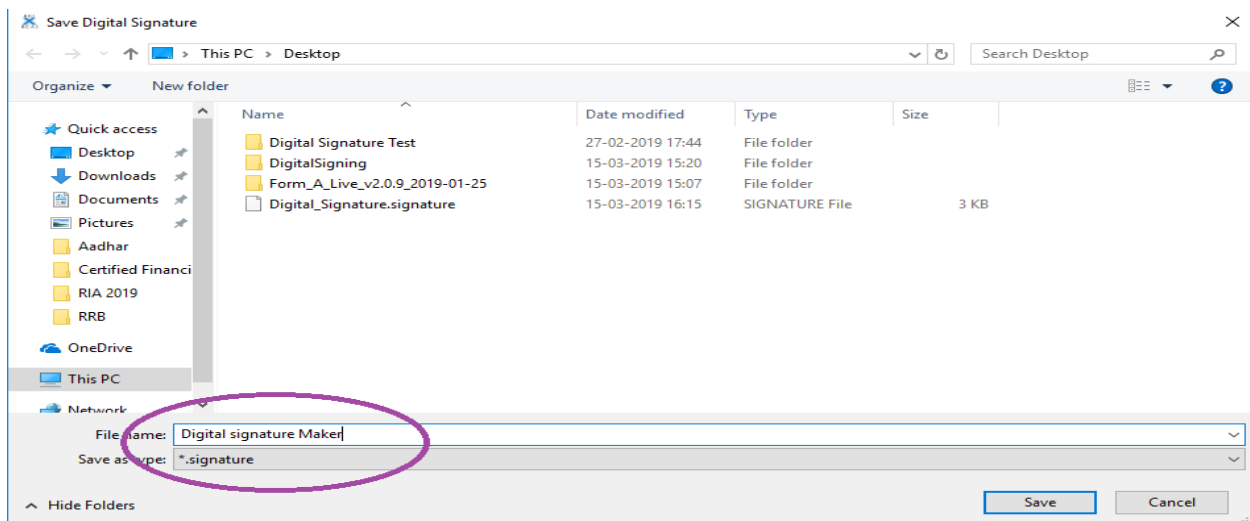 Save Digital Signature
This PC > Desktop
Search Desktop
Organize
New folder
Name Date modified Type Size
Quick access
Desktop
Downloads
Documents
Pictures
Aadhar
Certified Financi
RIA 2019
RRB
OneDrive
This PC
Network
Digital Signature Test 27-02-2019 17:44 File folder
DigitalSigning 15-03-2019 15:20 File folder
Form_A_Live_v2.0.9_2019-01-25 15-03-2019 15:07 File folder
Digital_Signature.signature 15-03-2019 16:15 SIGNATURE File 3 KB
File name: Digital signature Maker
Save as type: *.signature
Hide Folders
Save
Cancel